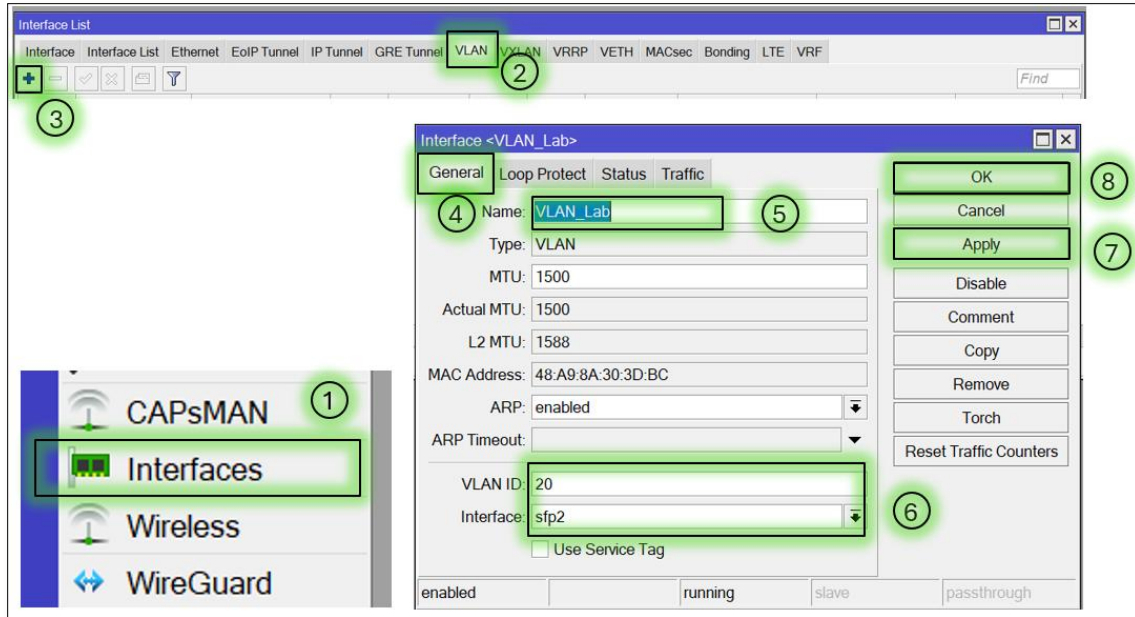 Interface List
Interface Interface List Ethernet EoIP Tunnel IP Tunnel GRE Tunnel VLAN VXLAN VRRP VETH MACsec Bonding LTE VRF
2
Find
3
Interface <VLAN_Lab>
General Loop Protect Status Traffic
4
Name: VLAN_Lab
5
Type: VLAN
MTU: 1500
Actual MTU: 1500
L2 MTU: 1588
MAC Address: 48:A9:8A:30:3D:BC
ARP: enabled
ARP Timeout:
VLAN ID: 20
Interface: sfp2
6
Use Service Tag
enabled running slave passthrough
OK
8
Cancel
Apply
7
Disable
Comment
Copy
Remove
Torch
Reset Traffic Counters
CAPsMAN
1
Interfaces
Wireless
WireGuard